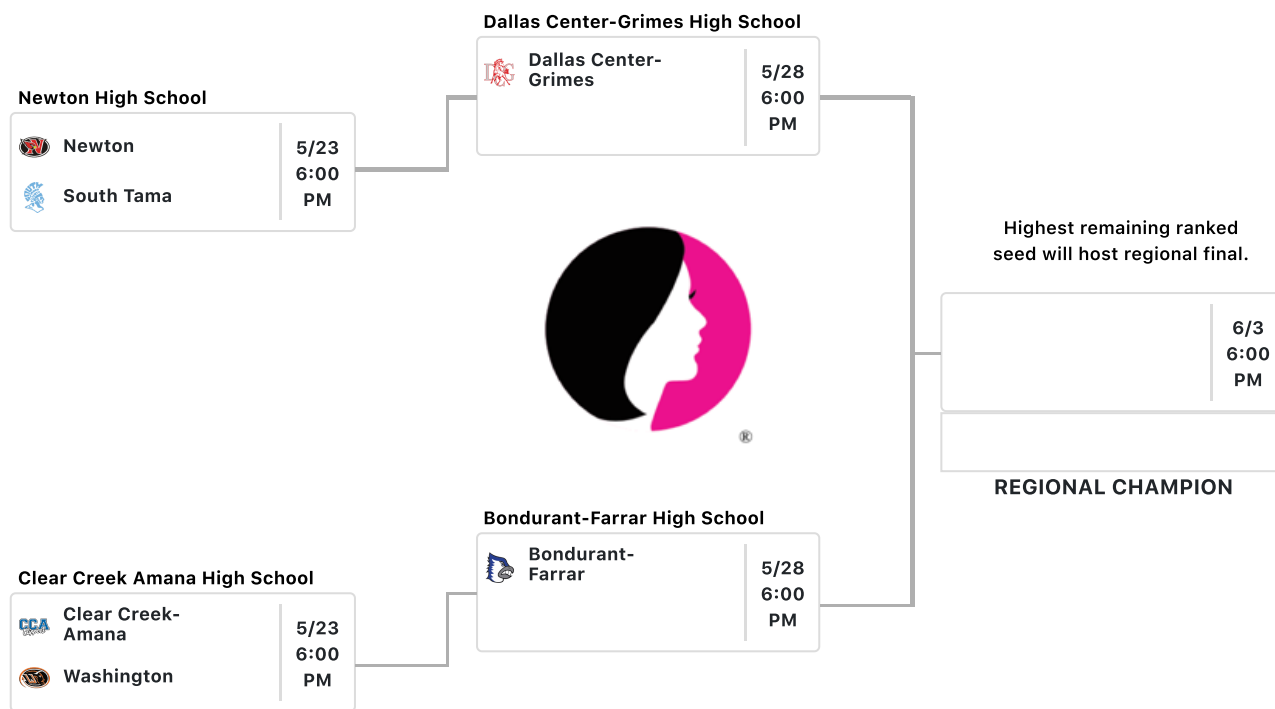 Dallas Center-Grimes High School
Dallas Center-
Grimes
5/28
6:00
PM
Newton High School
Newton
South Tama
5/23
6:00
PM
Highest remaining ranked
seed will host regional final.
6/3
6:00
PM
REGIONAL CHAMPION
®
Bondurant-Farrar High School
Bondurant-
Farrar
5/28
6:00
PM
Clear Creek Amana High School
CCA
Clear Creek-
Amana
Washington
5/23
6:00
PM